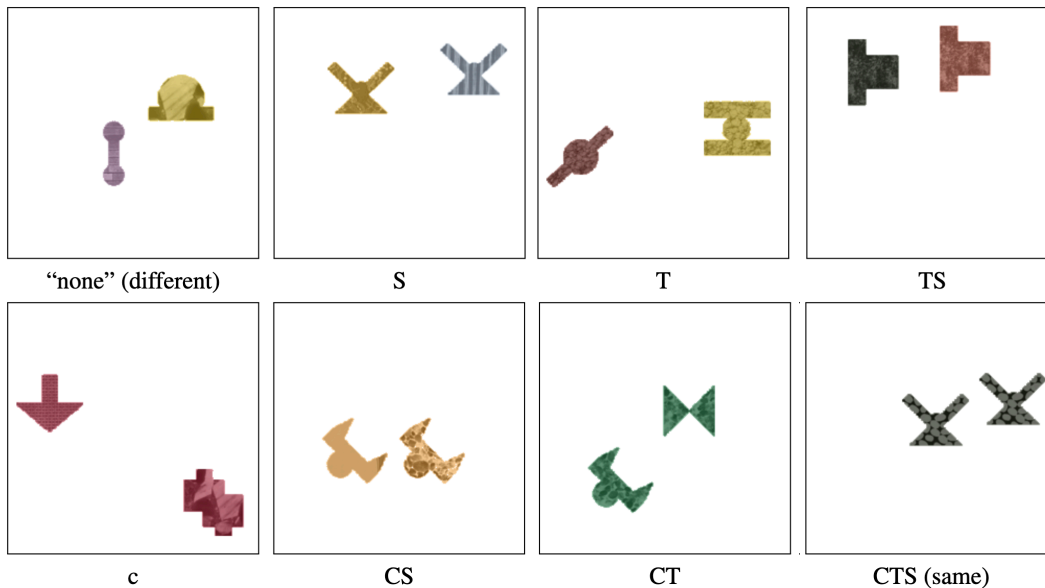 “none” (different)
S
T
TS
c
CS
CT
CTS (same)